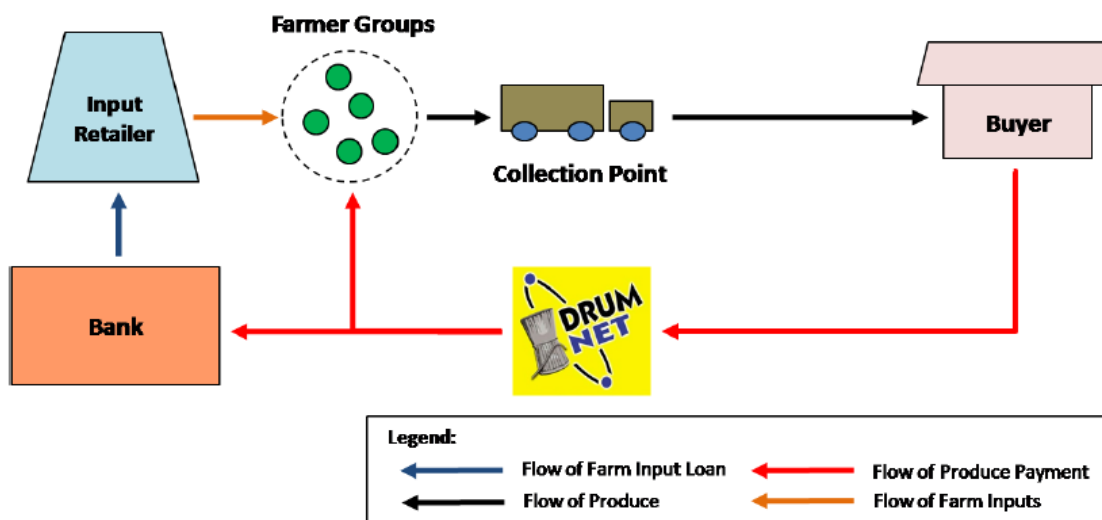 Farmer Groups
Input
Retailer
Collection Point
Buyer
Bank
DRUM
NET
Legend:
Flow of Farm Input Loan
Flow of Produce Payment
Flow of Produce
Flow of Farm Inputs